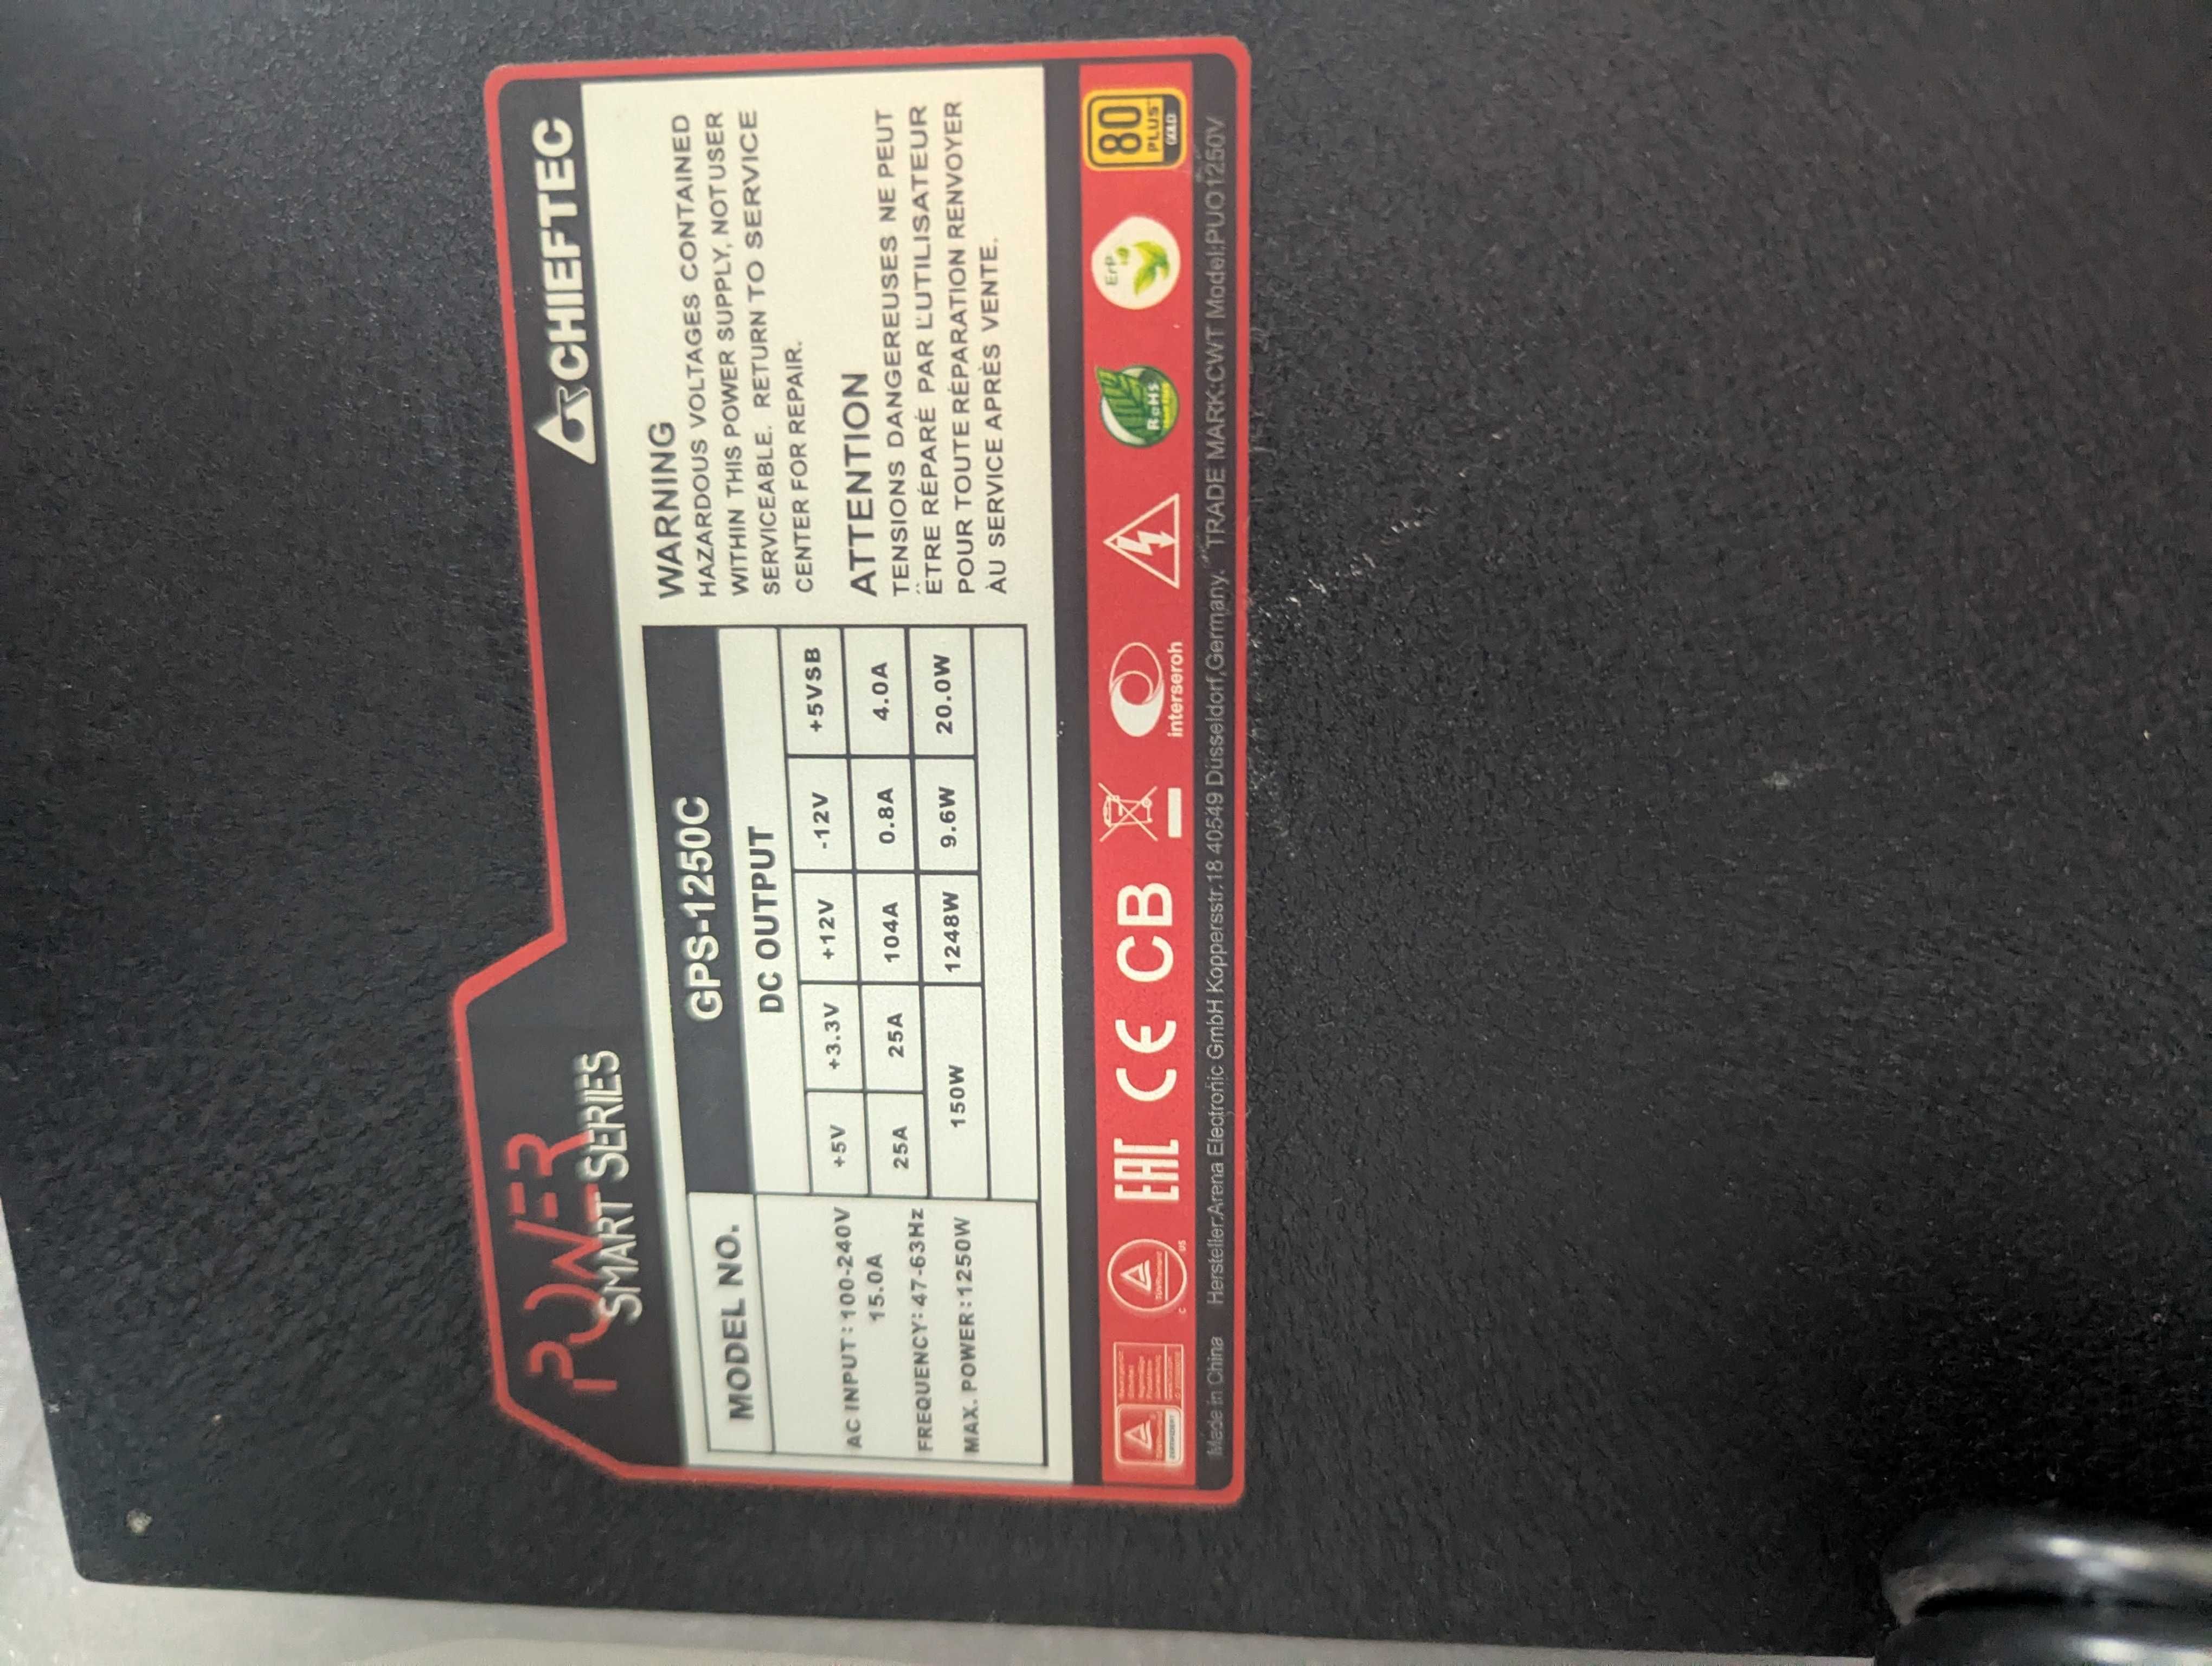 POWER
SMART SERIES
CHIEFTEC
MODEL NO.
GPS-1250C
AC INPUT: 100-240V
15.0A
FREQUENCY: 47-63Hz
MAX. POWER:1250W
DC OUTPUT
+5V +3.3V +12V -12V +5VSB
25A 25A 104A 0.8A 4.0A
150W 1248W 9.6W 20.0W
WARNING
HAZARDOUS VOLTAGES CONTAINED
WITHIN THIS POWER SUPPLY, NOTUSER
SERVICEABLE. RETURN TO SERVICE
CENTER FOR REPAIR.
ATTENTION
TENSIONS DANGEREUSES NE PEUT
ËTRE RÉPARÉ PAR L'UTILISATEUR
POUR TOUTE RÉPARATION RENVOYER
ÀU SERVICE APRÈS VENTE.
C US
EAC CE CB
interseroh
RoHS
ErP
80
PLUS
GOLD
Made in China Hersteller:Arena Electronic GmbH Koppersstr.18 40549 Düsseldorf,Germany. TRADE MARK:CWT Model:PUO1250V